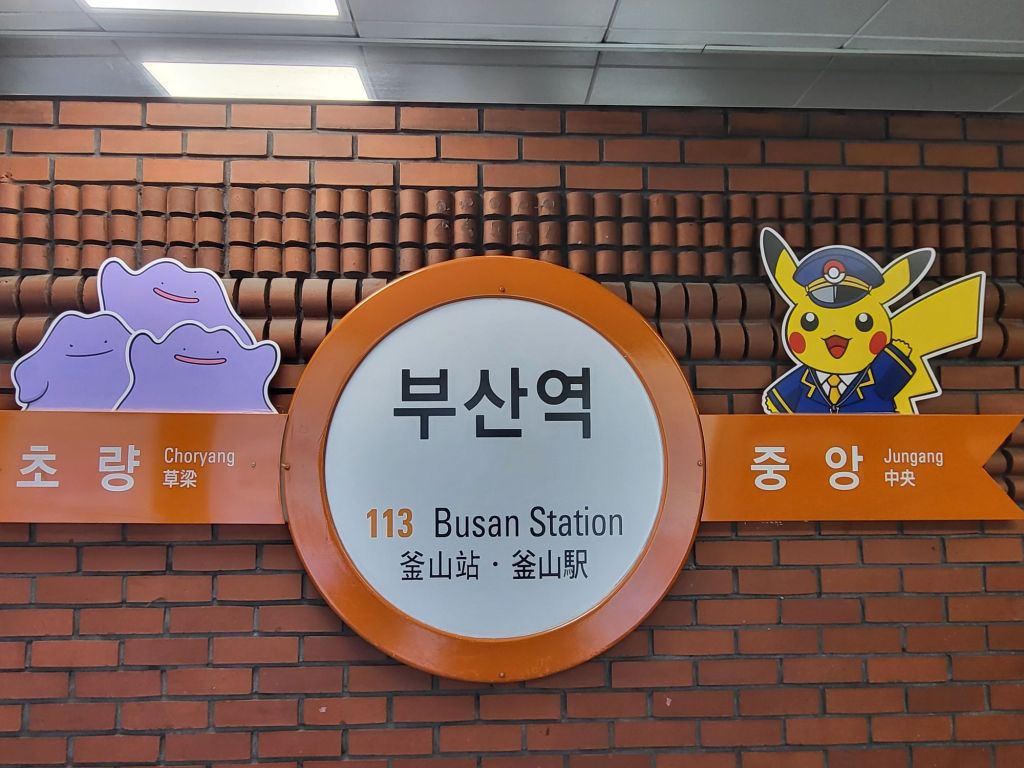 부산역
113 Busan Station
釜山站 · 釜山駅
초 량 Choryang
草梁
중 앙 Jungang
中央